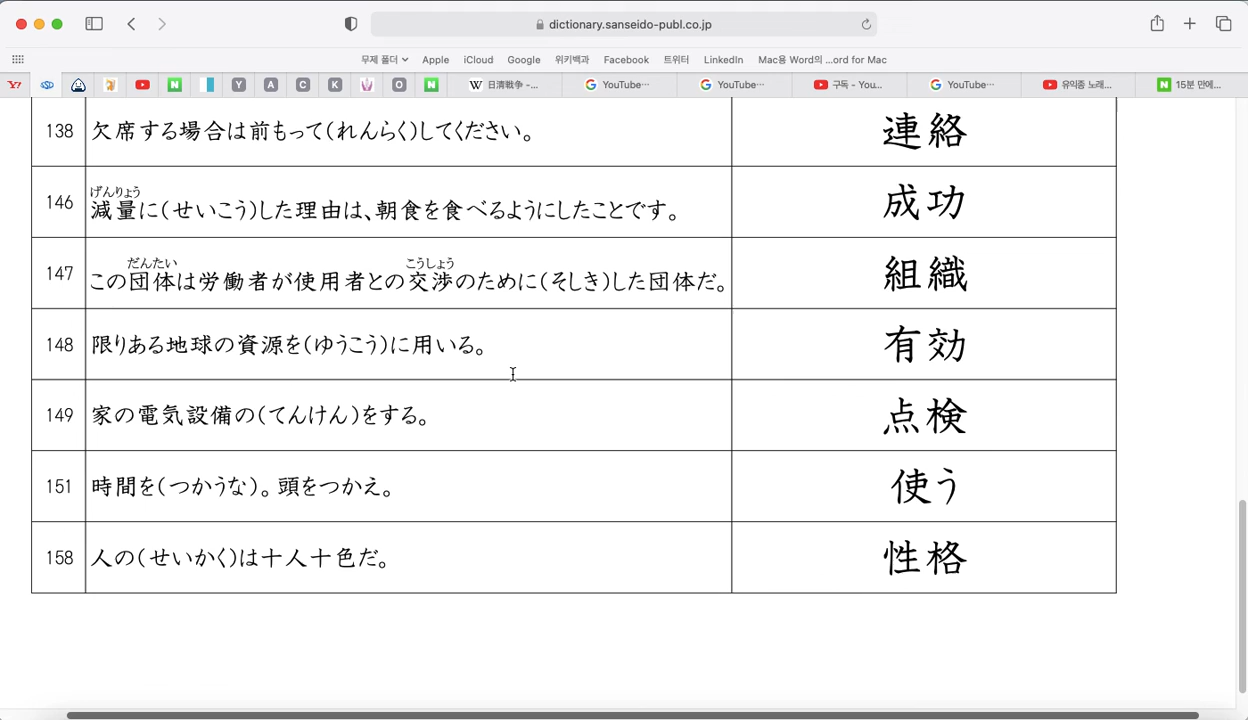 dictionary.sanseido-publ.co.jp
무제 폴더 Apple iCloud Google 위키백과 Facebook 트위터 LinkedIn Mac용 Word의 ...ord for Mac
Y! N Y A C K O N W 日清戦争 -... G YouTube… G YouTube… 구독 - You... G YouTube… 유익종 노래... N 15분 만에...
138 欠席する場合は前もって(れんらく)してください。 連絡
げんりょう
146 減量に(せいこう)した理由は、朝食を食べるようにしたことです。 成功
だんたい こうしょう
147 この団体は労働者が使用者との交渉のために(そしき)した団体だ。 組織
148 限りある地球の資源を(ゆうこう)に用いる。 有効
149 家の電気設備の(てんけん)をする。 点検
151 時間を(つかうな)。頭をつかえ。 使う
158 人の(せいかく)は十人十色だ。 性格